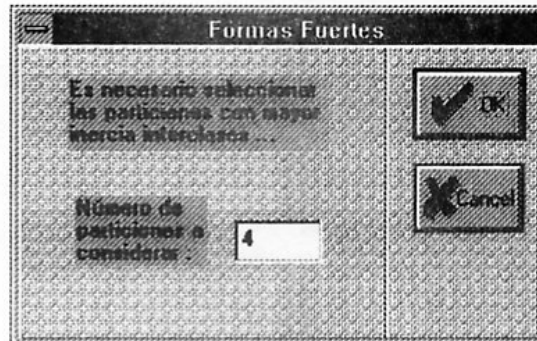 Formas Fuertes
Es necesario seleccionar
las particiones con mayor
inercia interclases ...
Número de
particiones a
considerar :
4
OK
Cancel